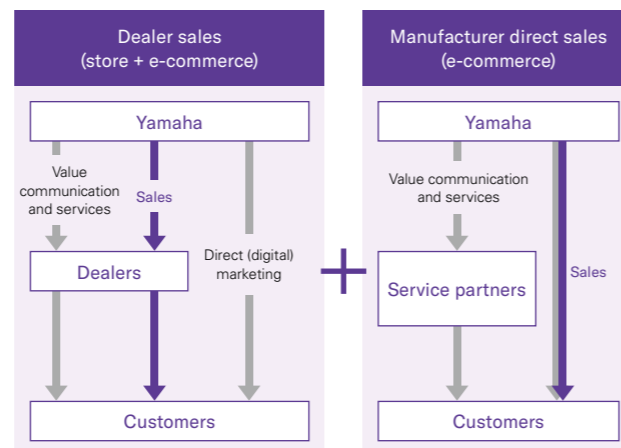 Dealer sales
(store + e-commerce)
Yamaha
Value
communication
and services
Sales
Direct (digital)
marketing
Dealers
Customers
+
Manufacturer direct sales
(e-commerce)
Yamaha
Value communication
and services
Sales
Service partners
Customers